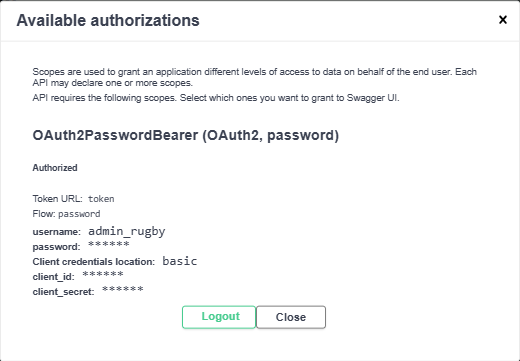 Available authorizations
×
Scopes are used to grant an application different levels of access to data on behalf of the end user. Each
API may declare one or more scopes.
API requires the following scopes. Select which ones you want to grant to Swagger UI.
OAuth2PasswordBearer (OAuth2, password)
Authorized
Token URL: token
Flow: password
username: admin_rugby
password: ******
Client credentials location: basic
client_id: ******
client_secret: ******
Logout Close